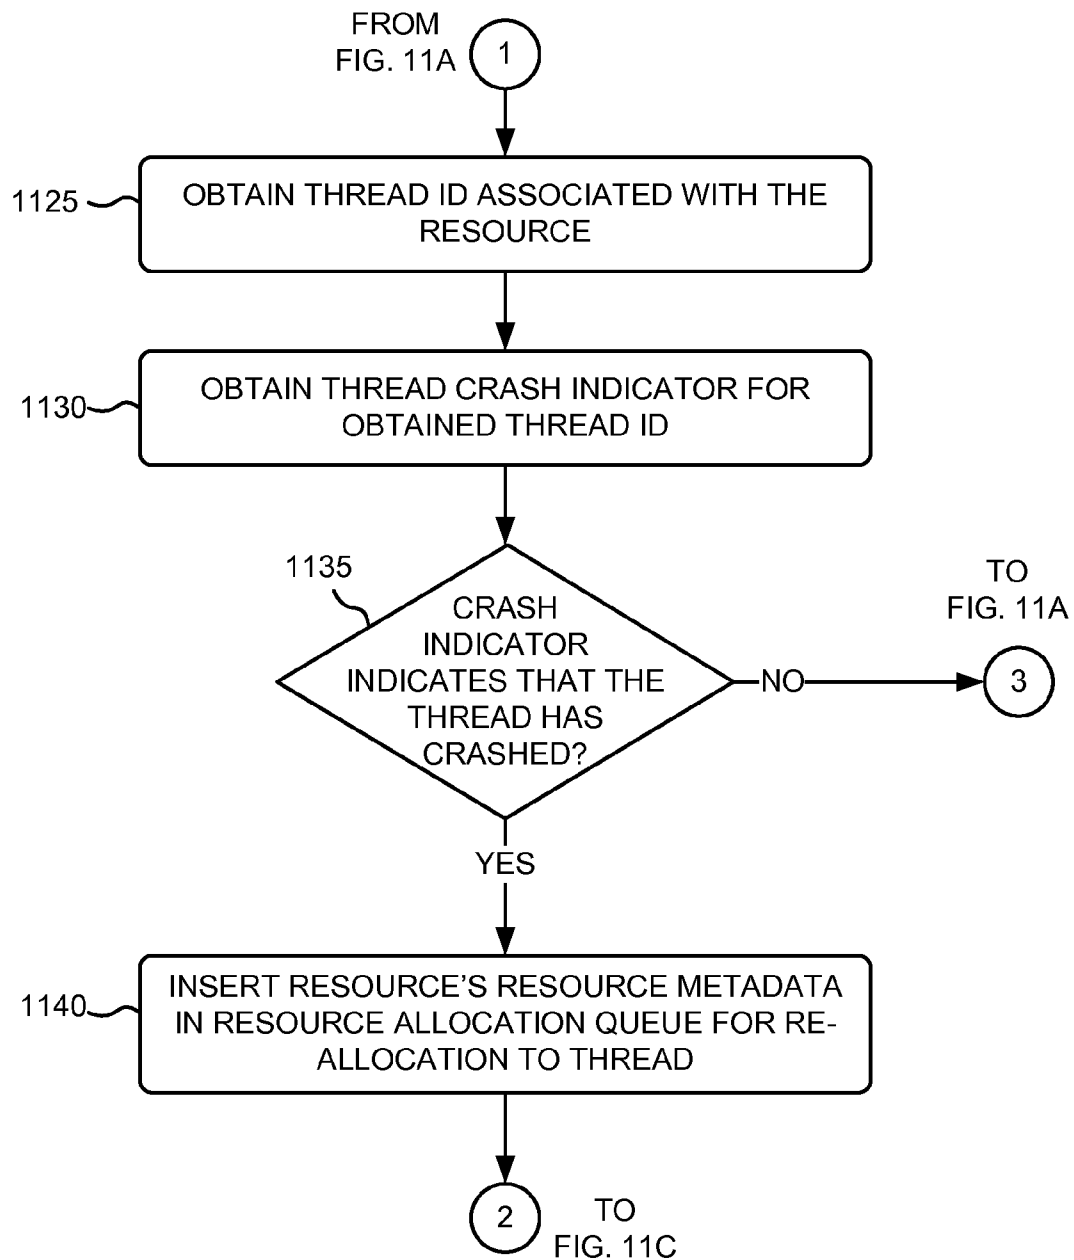 FROM
FIG. 11A
1
1125
OBTAIN THREAD ID ASSOCIATED WITH THE
RESOURCE
1130
OBTAIN THREAD CRASH INDICATOR FOR
OBTAINED THREAD ID
1135
CRASH
INDICATOR
INDICATES THAT THE
THREAD HAS
CRASHED?
NO
TO
FIG. 11A
3
YES
1140
INSERT RESOURCE'S RESOURCE METADATA
IN RESOURCE ALLOCATION QUEUE FOR RE-
ALLOCATION TO THREAD
2
TO
FIG. 11C